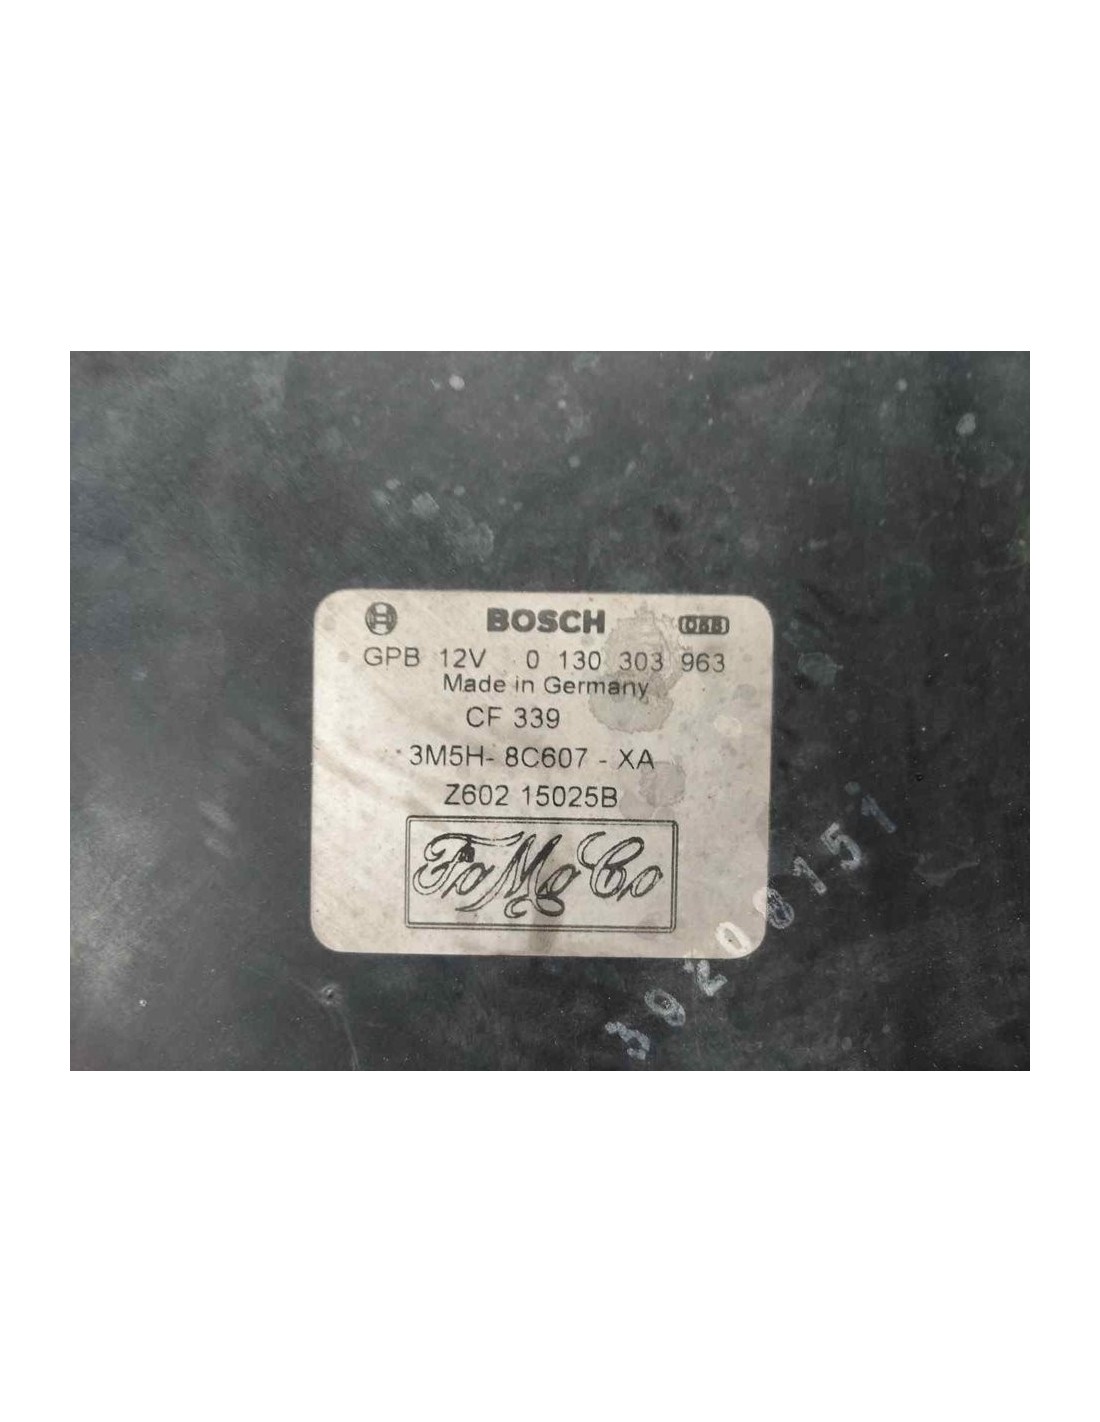 BOSCH
GPB 12V 0 130 303 963
Made in Germany
CF 339
3M5H- 8C607 - XA
Z602 15025B
FoMoCo